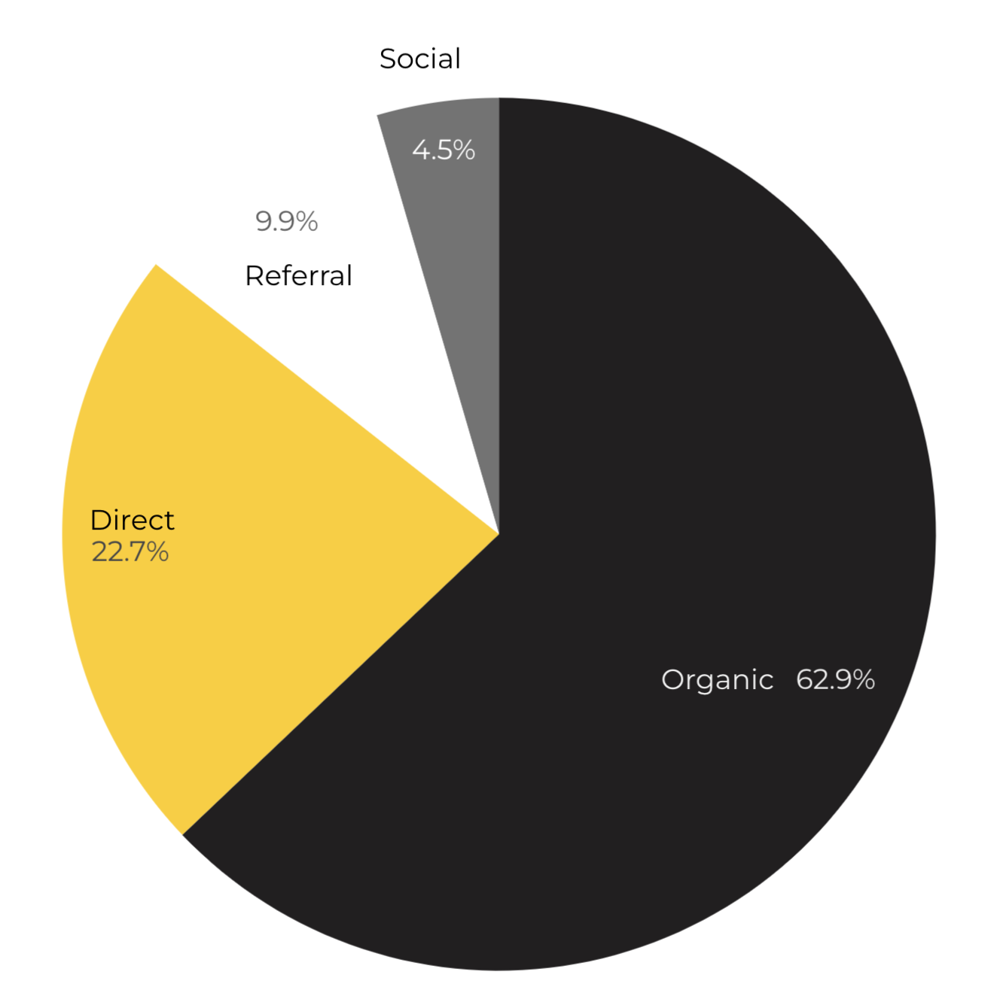 Social
4.5%
9.9%
Referral
Direct
22.7%
Organic 62.9%